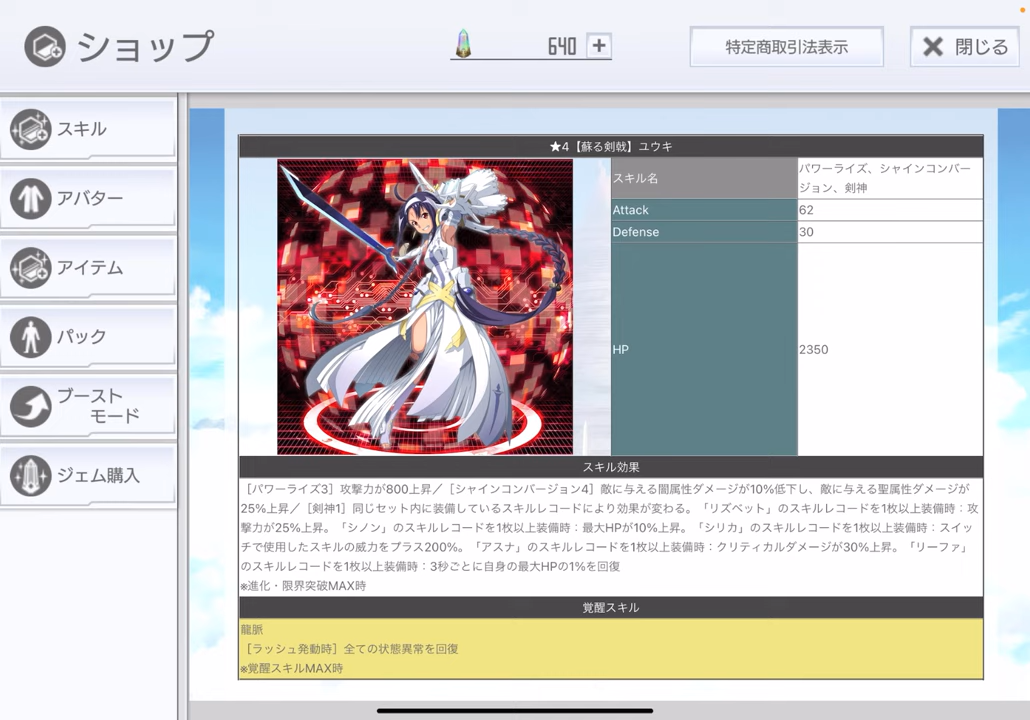 ショップ
640
特定商取引法表示
閉じる
スキル
アバター
アイテム
パック
ブースト
モード
ジェム購入
★4【蘇る剣戟】ユウキ
スキル名
パワーライズ、シャインコンバー
ジョン、剣神
Attack
62
Defense
30
HP
2350
スキル効果
［パワーライズ3］攻撃力が800上昇／［シャインコンバージョン4］敵に与える闇属性ダメージが10%低下し、敵に与える聖属性ダメージが
25%上昇／［剣神1］同じセット内に装備しているスキルレコードにより効果が変わる。「リズベット」のスキルレコードを1枚以上装備時：攻
撃力が25%上昇。「シノン」のスキルレコードを1枚以上装備時：最大HPが10%上昇。「シリカ」のスキルレコードを1枚以上装備時：スイッ
チで使用したスキルの威力をプラス200%。「アスナ」のスキルレコードを1枚以上装備時：クリティカルダメージが30%上昇。「リーファ」
のスキルレコードを1枚以上装備時：3秒ごとに自身の最大HPの1%を回復
※進化・限界突破MAX時
覚醒スキル
龍脈
［ラッシュ発動時］全ての状態異常を回復
※覚醒スキルMAX時